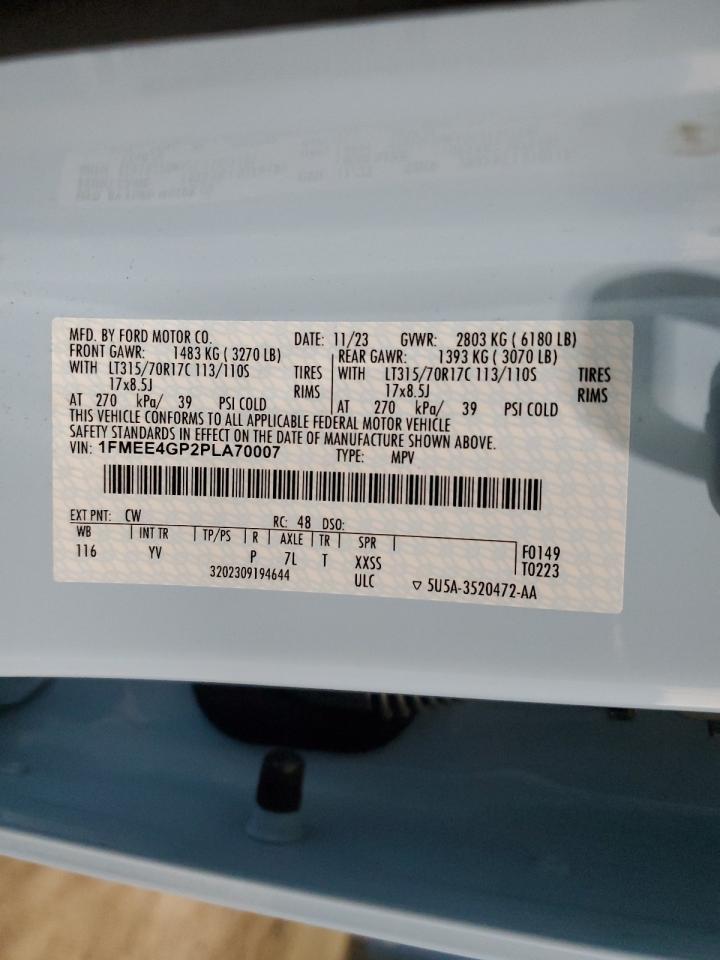 MFD. BY FORD MOTOR CO. DATE: 11/23 GVWR: 2803 KG ( 6180 LB)
FRONT GAWR: 1483 KG ( 3270 LB) REAR GAWR: 1393 KG ( 3070 LB)
WITH LT315/70R17C 113/110S TIRES WITH LT315/70R17C 113/110S TIRES
17x8.5J RIMS 17x8.5J RIMS
AT 270 kPa/ 39 PSI COLD AT 270 kPa/ 39 PSI COLD
THIS VEHICLE CONFORMS TO ALL APPLICABLE FEDERAL MOTOR VEHICLE
SAFETY STANDARDS IN EFFECT ON THE DATE OF MANUFACTURE SHOWN ABOVE.
VIN: 1FMEE4GP2PLA70007 TYPE: MPV
EXT PNT: CW RC: 48 DSO:
WB INT TR TP/PS R AXLE TR SPR
116 YV P 7L T XXSS F0149
3202309194644 ULC T0223
▽ 5U5A-3520472-AA